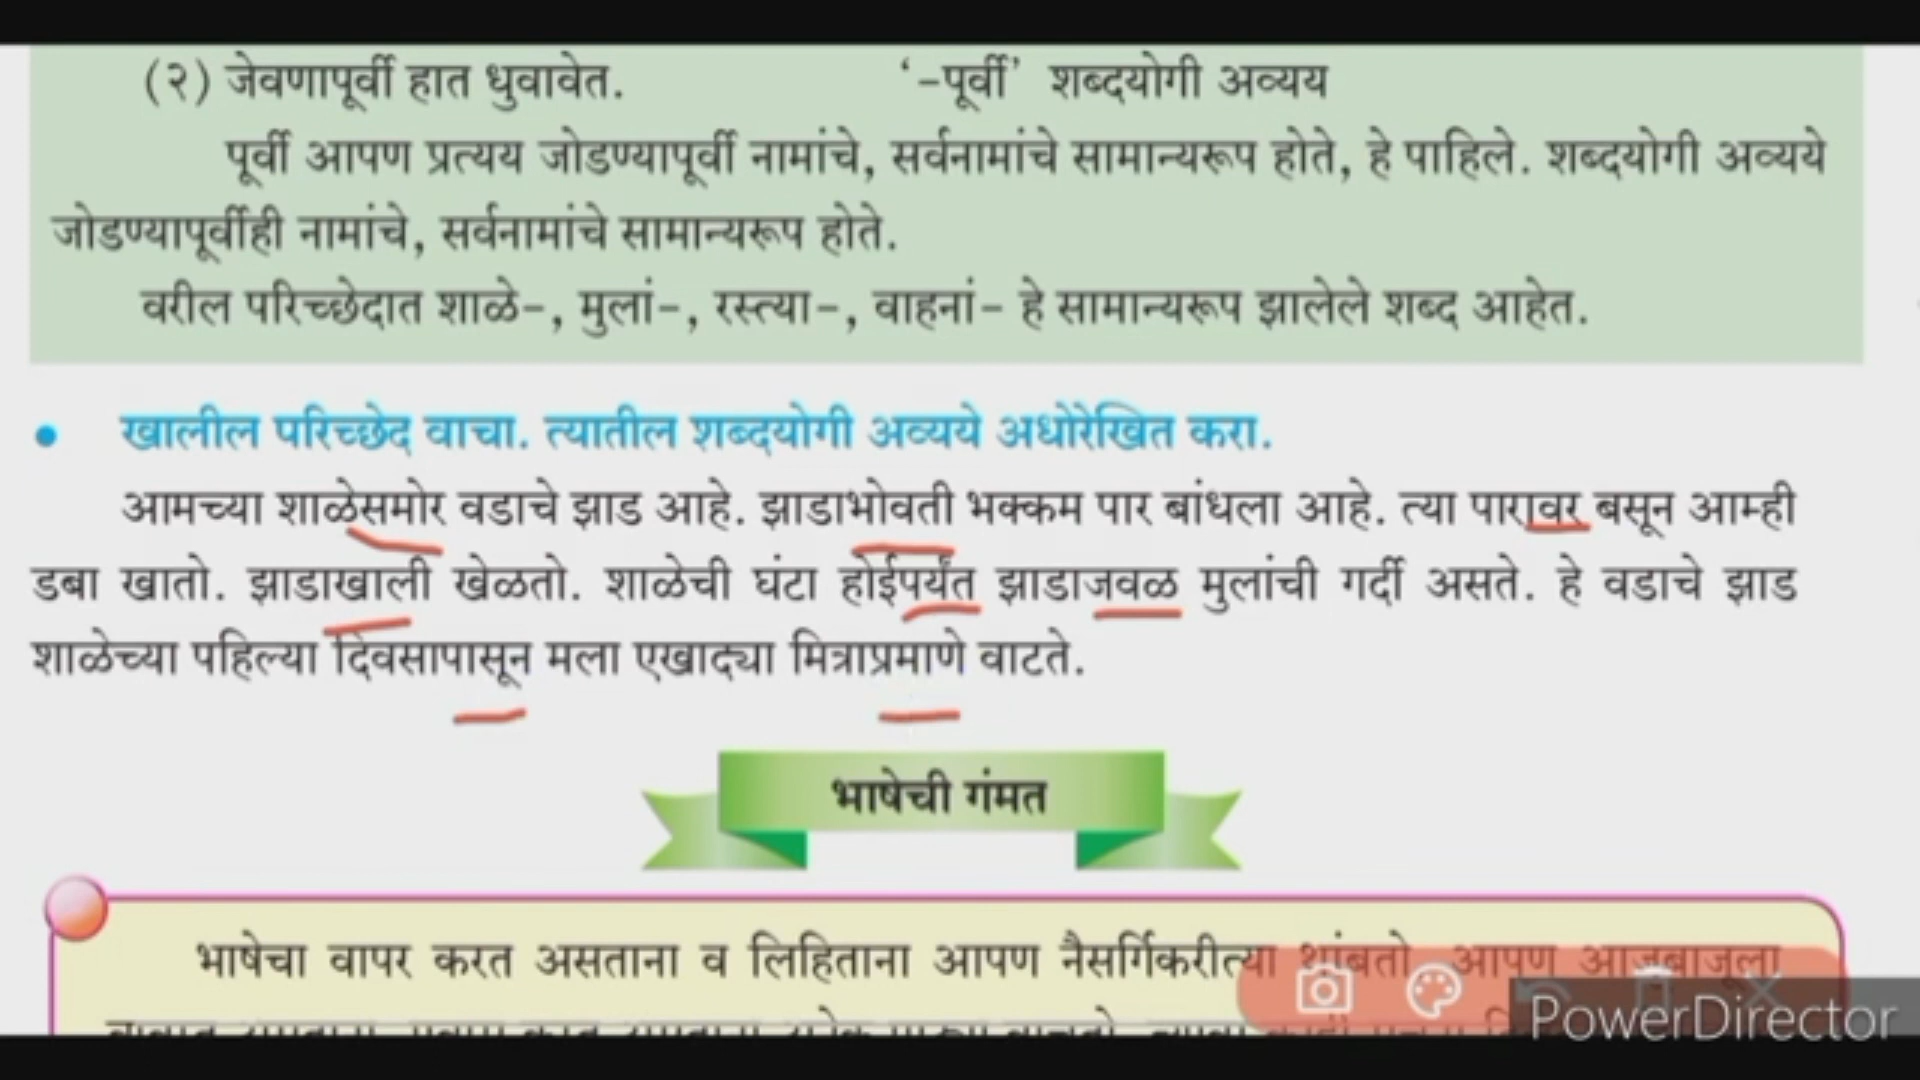 (२) जेवणापूर्वी हात धुवावेत. ‘-पूर्वी’ शब्दयोगी अव्यय
पूर्वी आपण प्रत्यय जोडण्यापूर्वी नामांचे, सर्वनामांचे सामान्यरूप होते, हे पाहिले. शब्दयोगी अव्यये
जोडण्यापूर्वीही नामांचे, सर्वनामांचे सामान्यरूप होते.
वरील परिच्छेदात शाळे-, मुलां-, रस्त्या-, वाहनां- हे सामान्यरूप झालेले शब्द आहेत.
• खालील परिच्छेद वाचा. त्यातील शब्दयोगी अव्यये अधोरेखित करा.
आमच्या शाळेसमोर वडाचे झाड आहे. झाडाभोवती भक्कम पार बांधला आहे. त्या पारावर बसून आम्ही
डबा खातो. झाडाखाली खेळतो. शाळेची घंटा होईपर्यंत झाडाजवळ मुलांची गर्दी असते. हे वडाचे झाड
शाळेच्या पहिल्या दिवसापासून मला एखाद्या मित्राप्रमाणे वाटते.
भाषेची गंमत
भाषेचा वापर करत असताना व लिहिताना आपण नैसर्गिकरीत्या थांबतो. आपण आजूबाजूला
PowerDirector